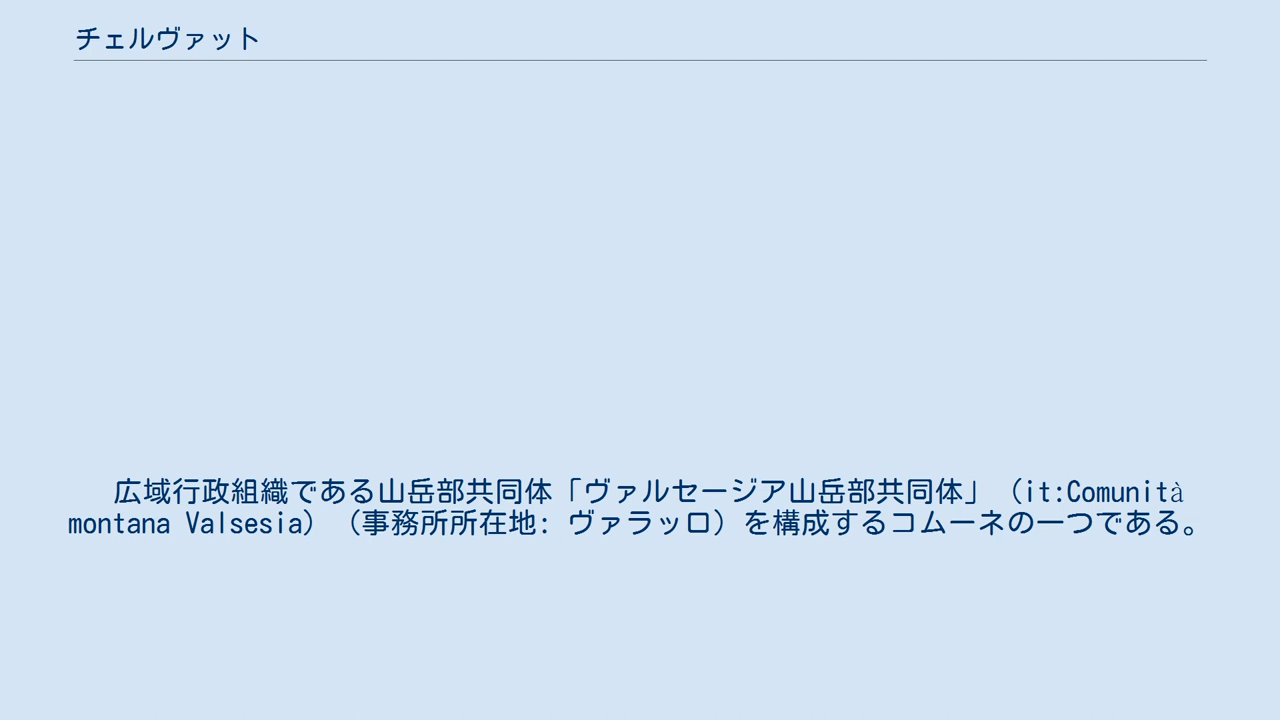 チェルヴァット
広域行政組織である山岳部共同体「ヴァルセージア山岳部共同体」（it:Comunità
montana Valsesia）（事務所所在地: ヴァラッロ）を構成するコムーネの一つである。